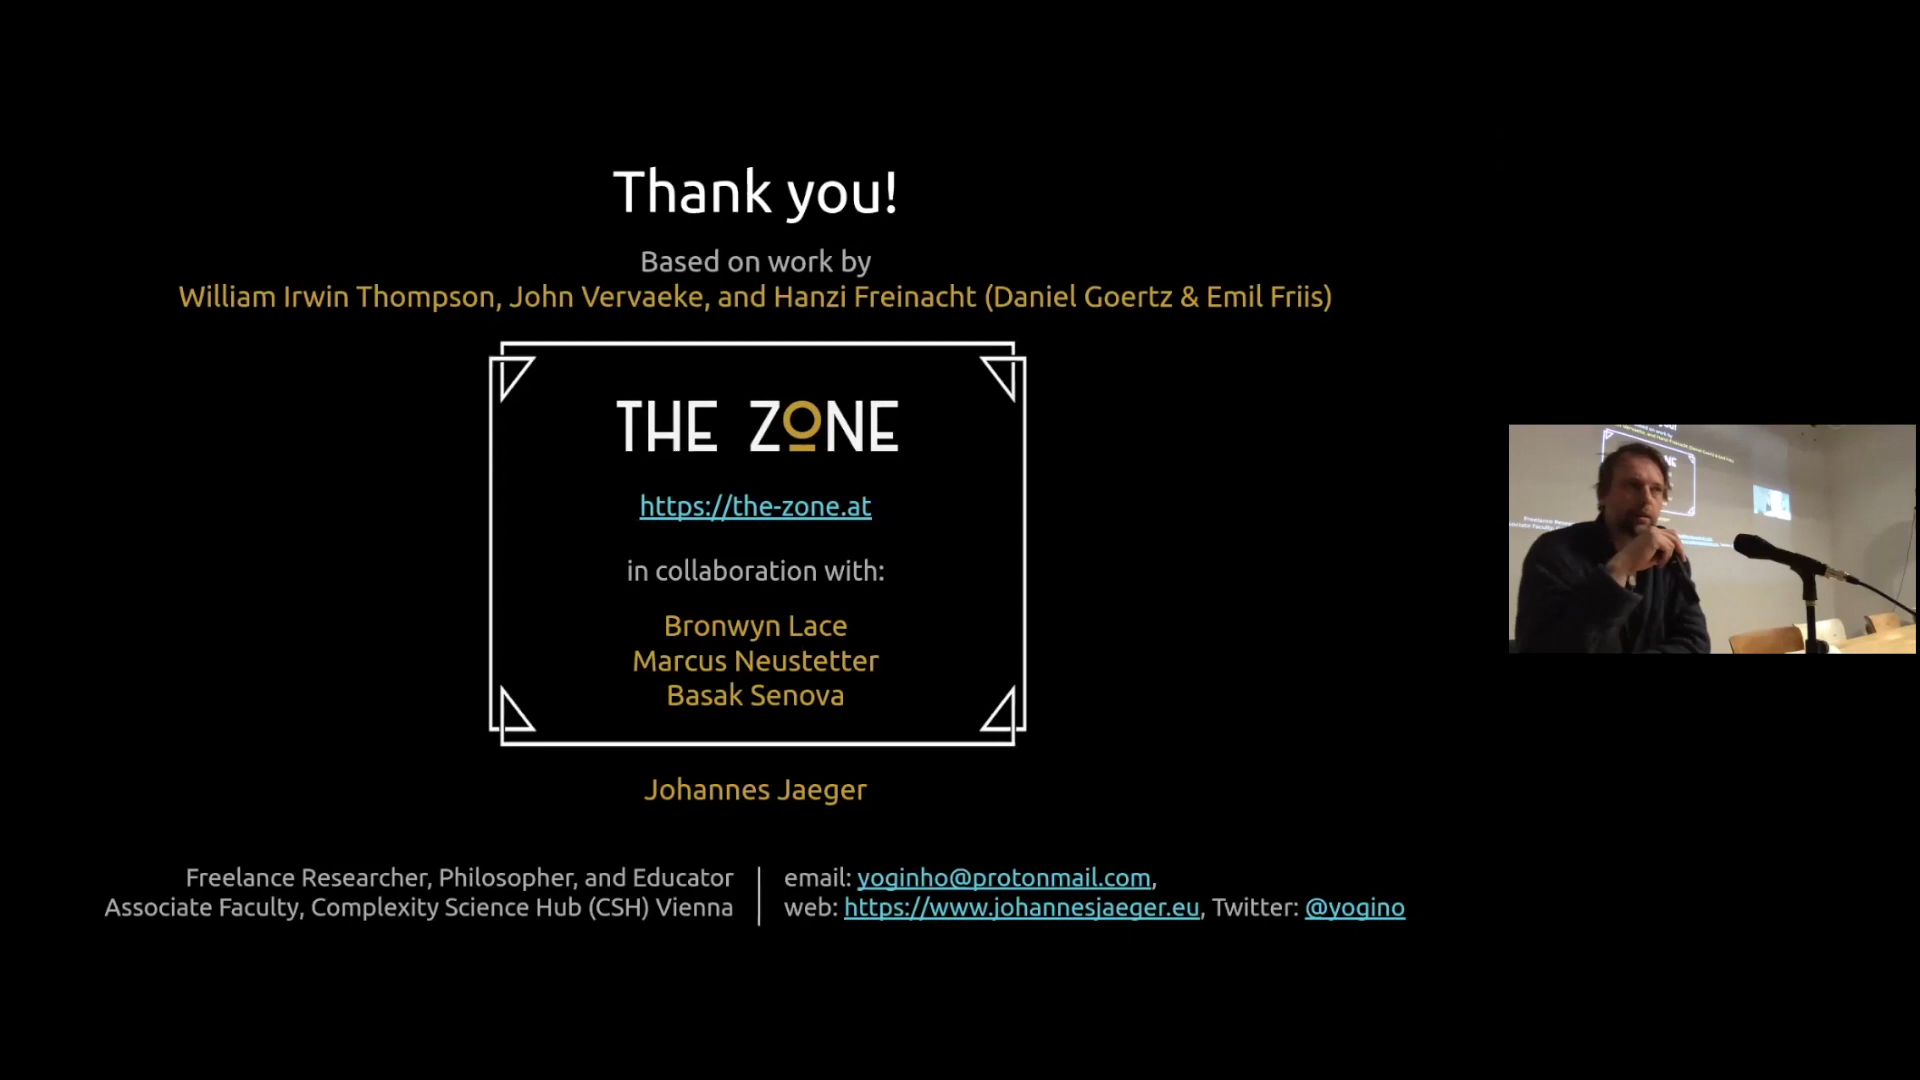 Thank you!
Based on work by
William Irwin Thompson, John Vervaeke, and Hanzi Freinacht (Daniel Goertz & Emil Friis)
THE ZONE
https://the-zone.at
in collaboration with:
Bronwyn Lace
Marcus Neustetter
Basak Senova
Johannes Jaeger
Freelance Researcher, Philosopher, and Educator
Associate Faculty, Complexity Science Hub (CSH) Vienna
email: yoginho@protonmail.com,
web: https://www.johannesjaeger.eu, Twitter: @yogino